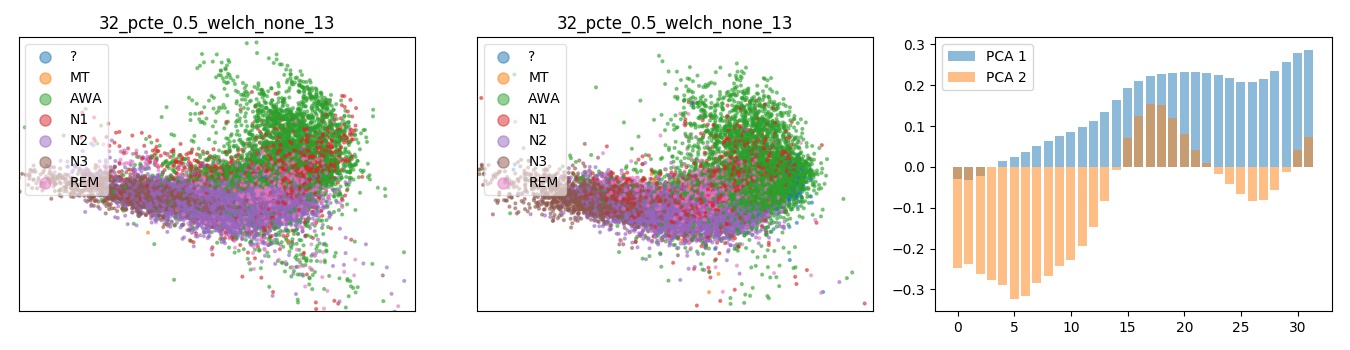 32_pcte_0.5_welch_none_13
?
MT
AWA
N1
N2
N3
REM
32_pcte_0.5_welch_none_13
?
MT
AWA
N1
N2
N3
REM
PCA 1
PCA 2
0.3
0.2
0.1
0.0
−0.1
−0.2
−0.3
0 5 10 15 20 25 30